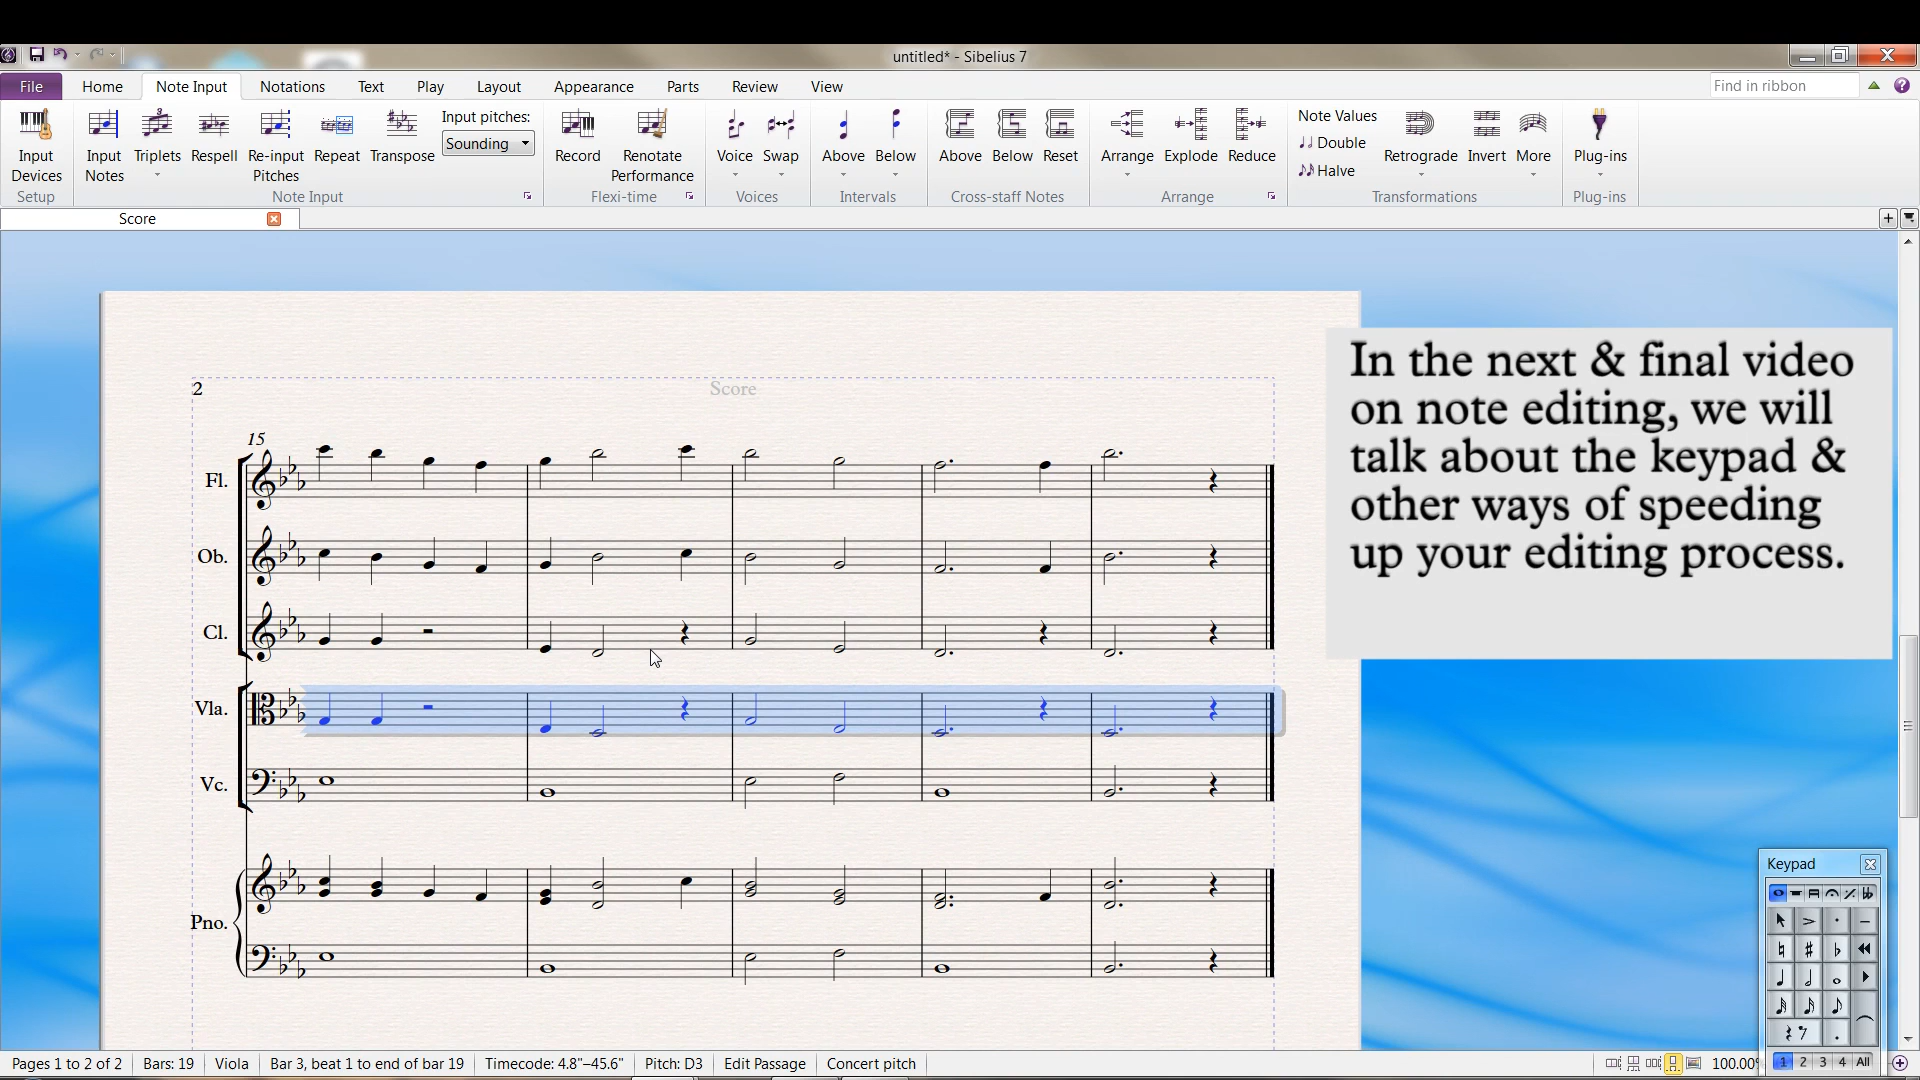 untitled* - Sibelius 7
File Home Note Input Notations Text Play Layout Appearance Parts Review View Find in ribbon
Input Devices
Setup
Input Notes
Triplets
Respell
Re-input Pitches
Repeat
Transpose
Input pitches:
Sounding
Note Input
Record
Renotate Performance
Flexi-time
Voice
Swap
Voices
Above
Below
Intervals
Above
Below
Reset
Cross-staff Notes
Arrange
Explode
Reduce
Arrange
Note Values
Double
Halve
Retrograde
Invert
More
Transformations
Plug-ins
Plug-ins
Score
2 Score
15
Fl.
Ob.
Cl.
Vla.
Vc.
Pno.
In the next & final video
on note editing, we will
talk about the keypad &
other ways of speeding
up your editing process.
Keypad
1 2 3 4 All
Pages 1 to 2 of 2 Bars: 19 Viola Bar 3, beat 1 to end of bar 19 Timecode: 4.8"–45.6" Pitch: D3 Edit Passage Concert pitch 100.00%